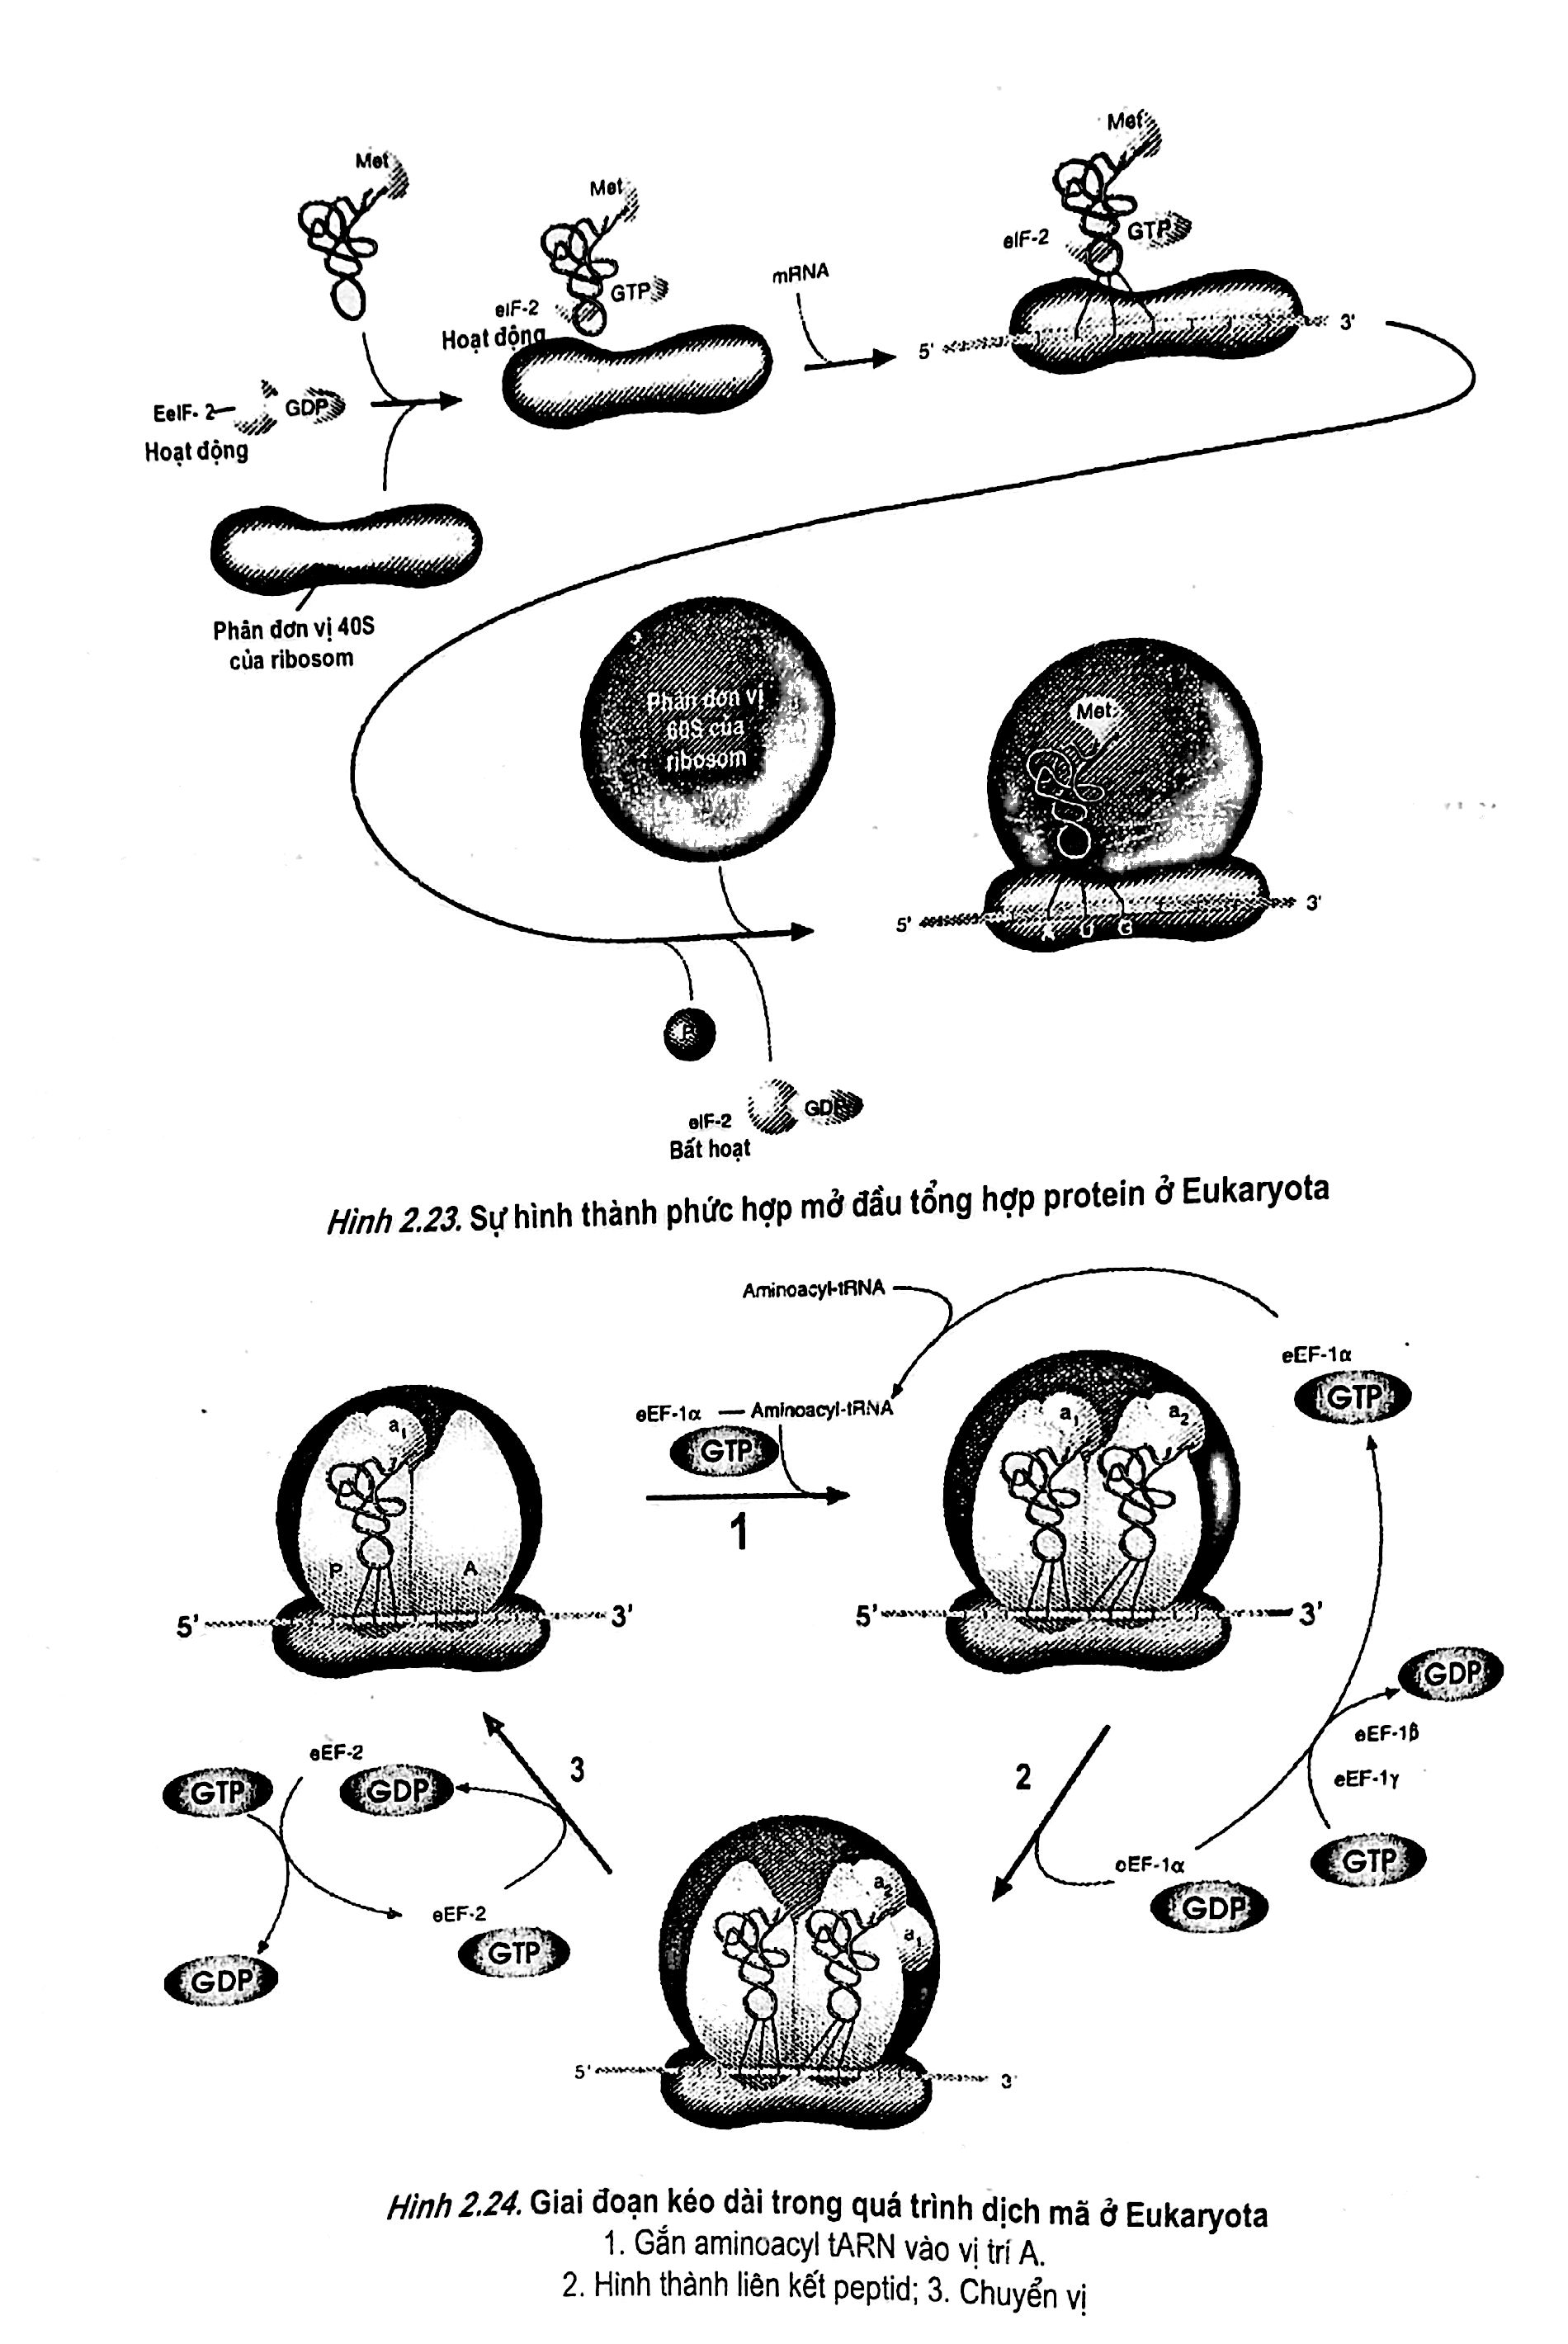 Met
Met
Met
eIF-2
GTP
mRNA
GTP
eIF-2
Hoạt động
5'
3'
EeIF- 2
GDP
Hoạt động
Phân đơn vị 40S
của ribosom
Phân đơn vị
60S của
ribosom
Met
5'
3'
A
U
G
P
eIF-2
GDP
Bất hoạt
Hình 2.23. Sự hình thành phức hợp mở đầu tổng hợp protein ở Eukaryota
Aminoacyl-tRNA
eEF-1α
GTP
eEF-1α — Aminoacyl-tRNA
GTP
1
a1
P
A
5'
3'
a1
a2
5'
3'
GDP
eEF-1β
eEF-1γ
GTP
eEF-1α
GDP
2
3
eEF-2
GTP
GDP
eEF-2
GTP
GDP
a2
a1
5'
3'
Hình 2.24. Giai đoạn kéo dài trong quá trình dịch mã ở Eukaryota
1. Gắn aminoacyl tARN vào vị trí A.
2. Hình thành liên kết peptid; 3. Chuyển vị